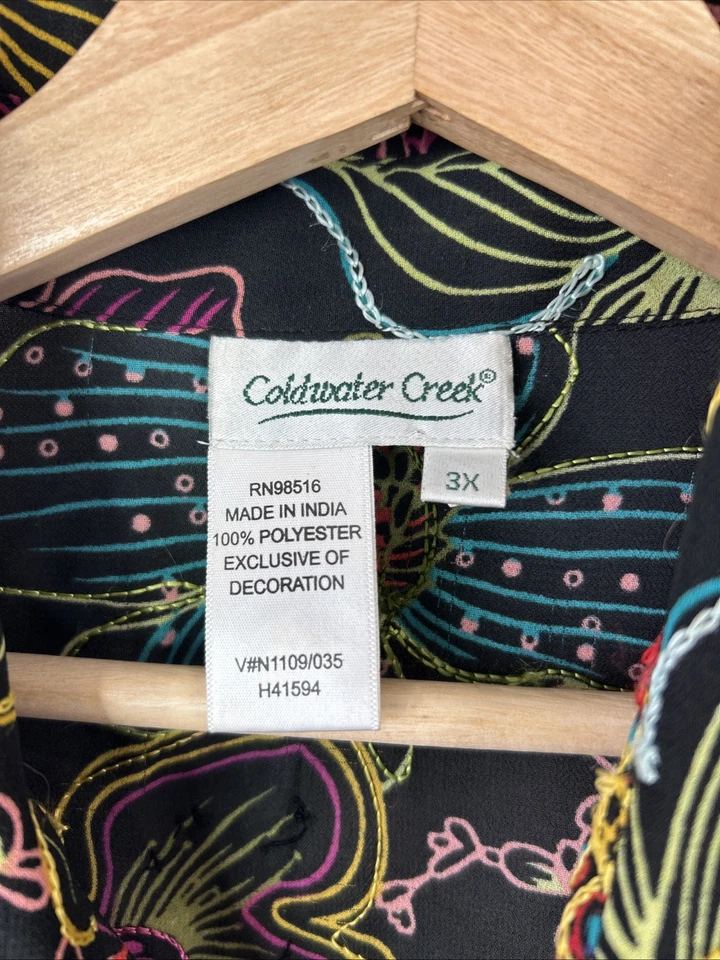 Coldwater Creek®
3X
RN98516
MADE IN INDIA
100% POLYESTER
EXCLUSIVE OF
DECORATION
V#N1109/035
H41594